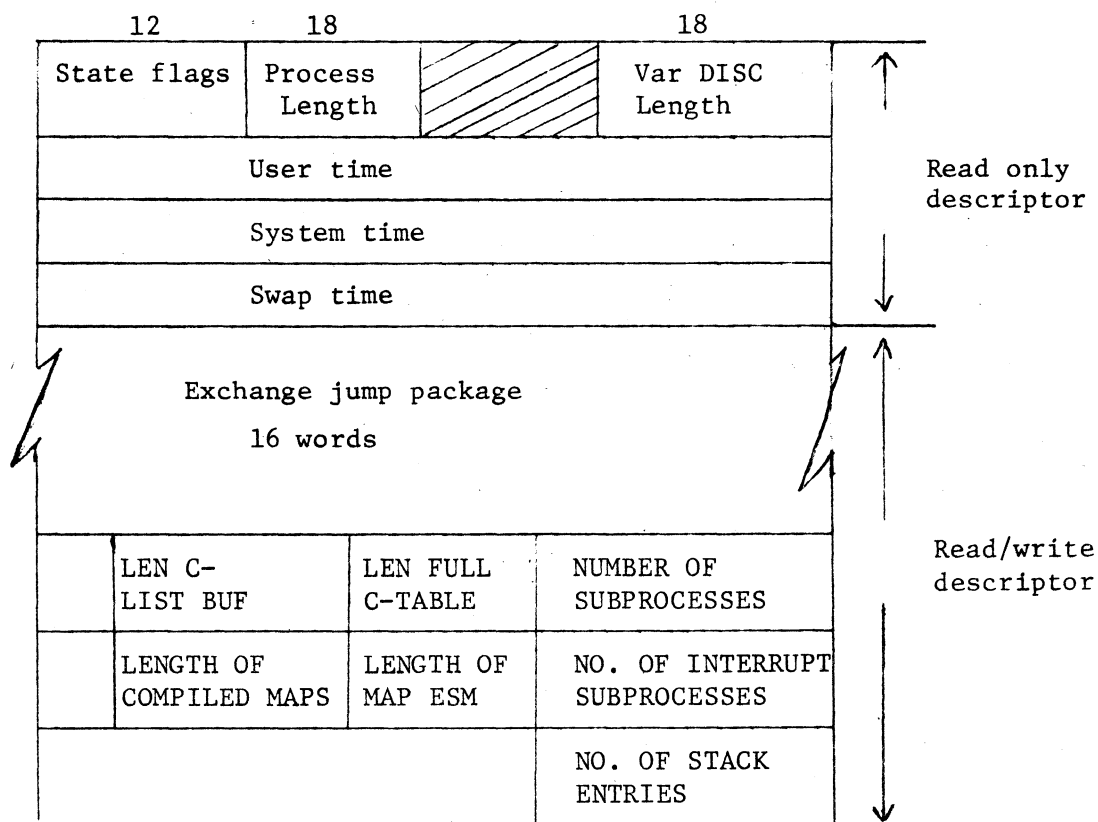 12 18 18
State flags
Process
Length
Var DISC
Length
User time
System time
Swap time
Read only
descriptor
Exchange jump package
16 words
LEN C-
LIST BUF
LEN FULL
C-TABLE
NUMBER OF
SUBPROCESSES
LENGTH OF
COMPILED MAPS
LENGTH OF
MAP ESM
NO. OF INTERRUPT
SUBPROCESSES
NO. OF STACK
ENTRIES
Read/write
descriptor